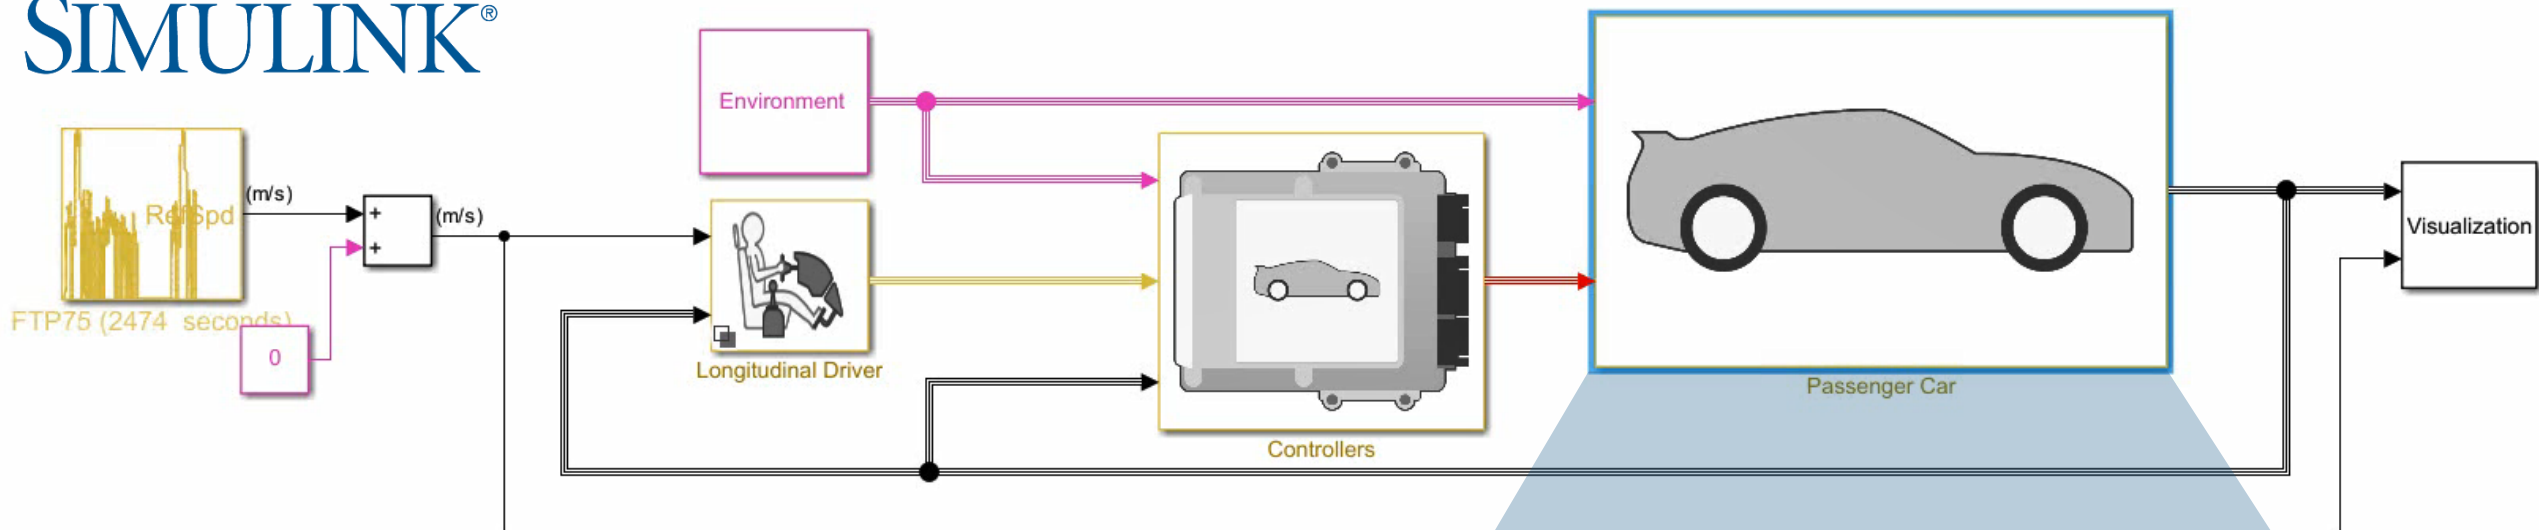 SIMULINK®
Environment
RefSpd
(m/s)
+
+
(m/s)
FTP75 (2474 seconds)
0
Longitudinal Driver
Controllers
Passenger Car
Visualization